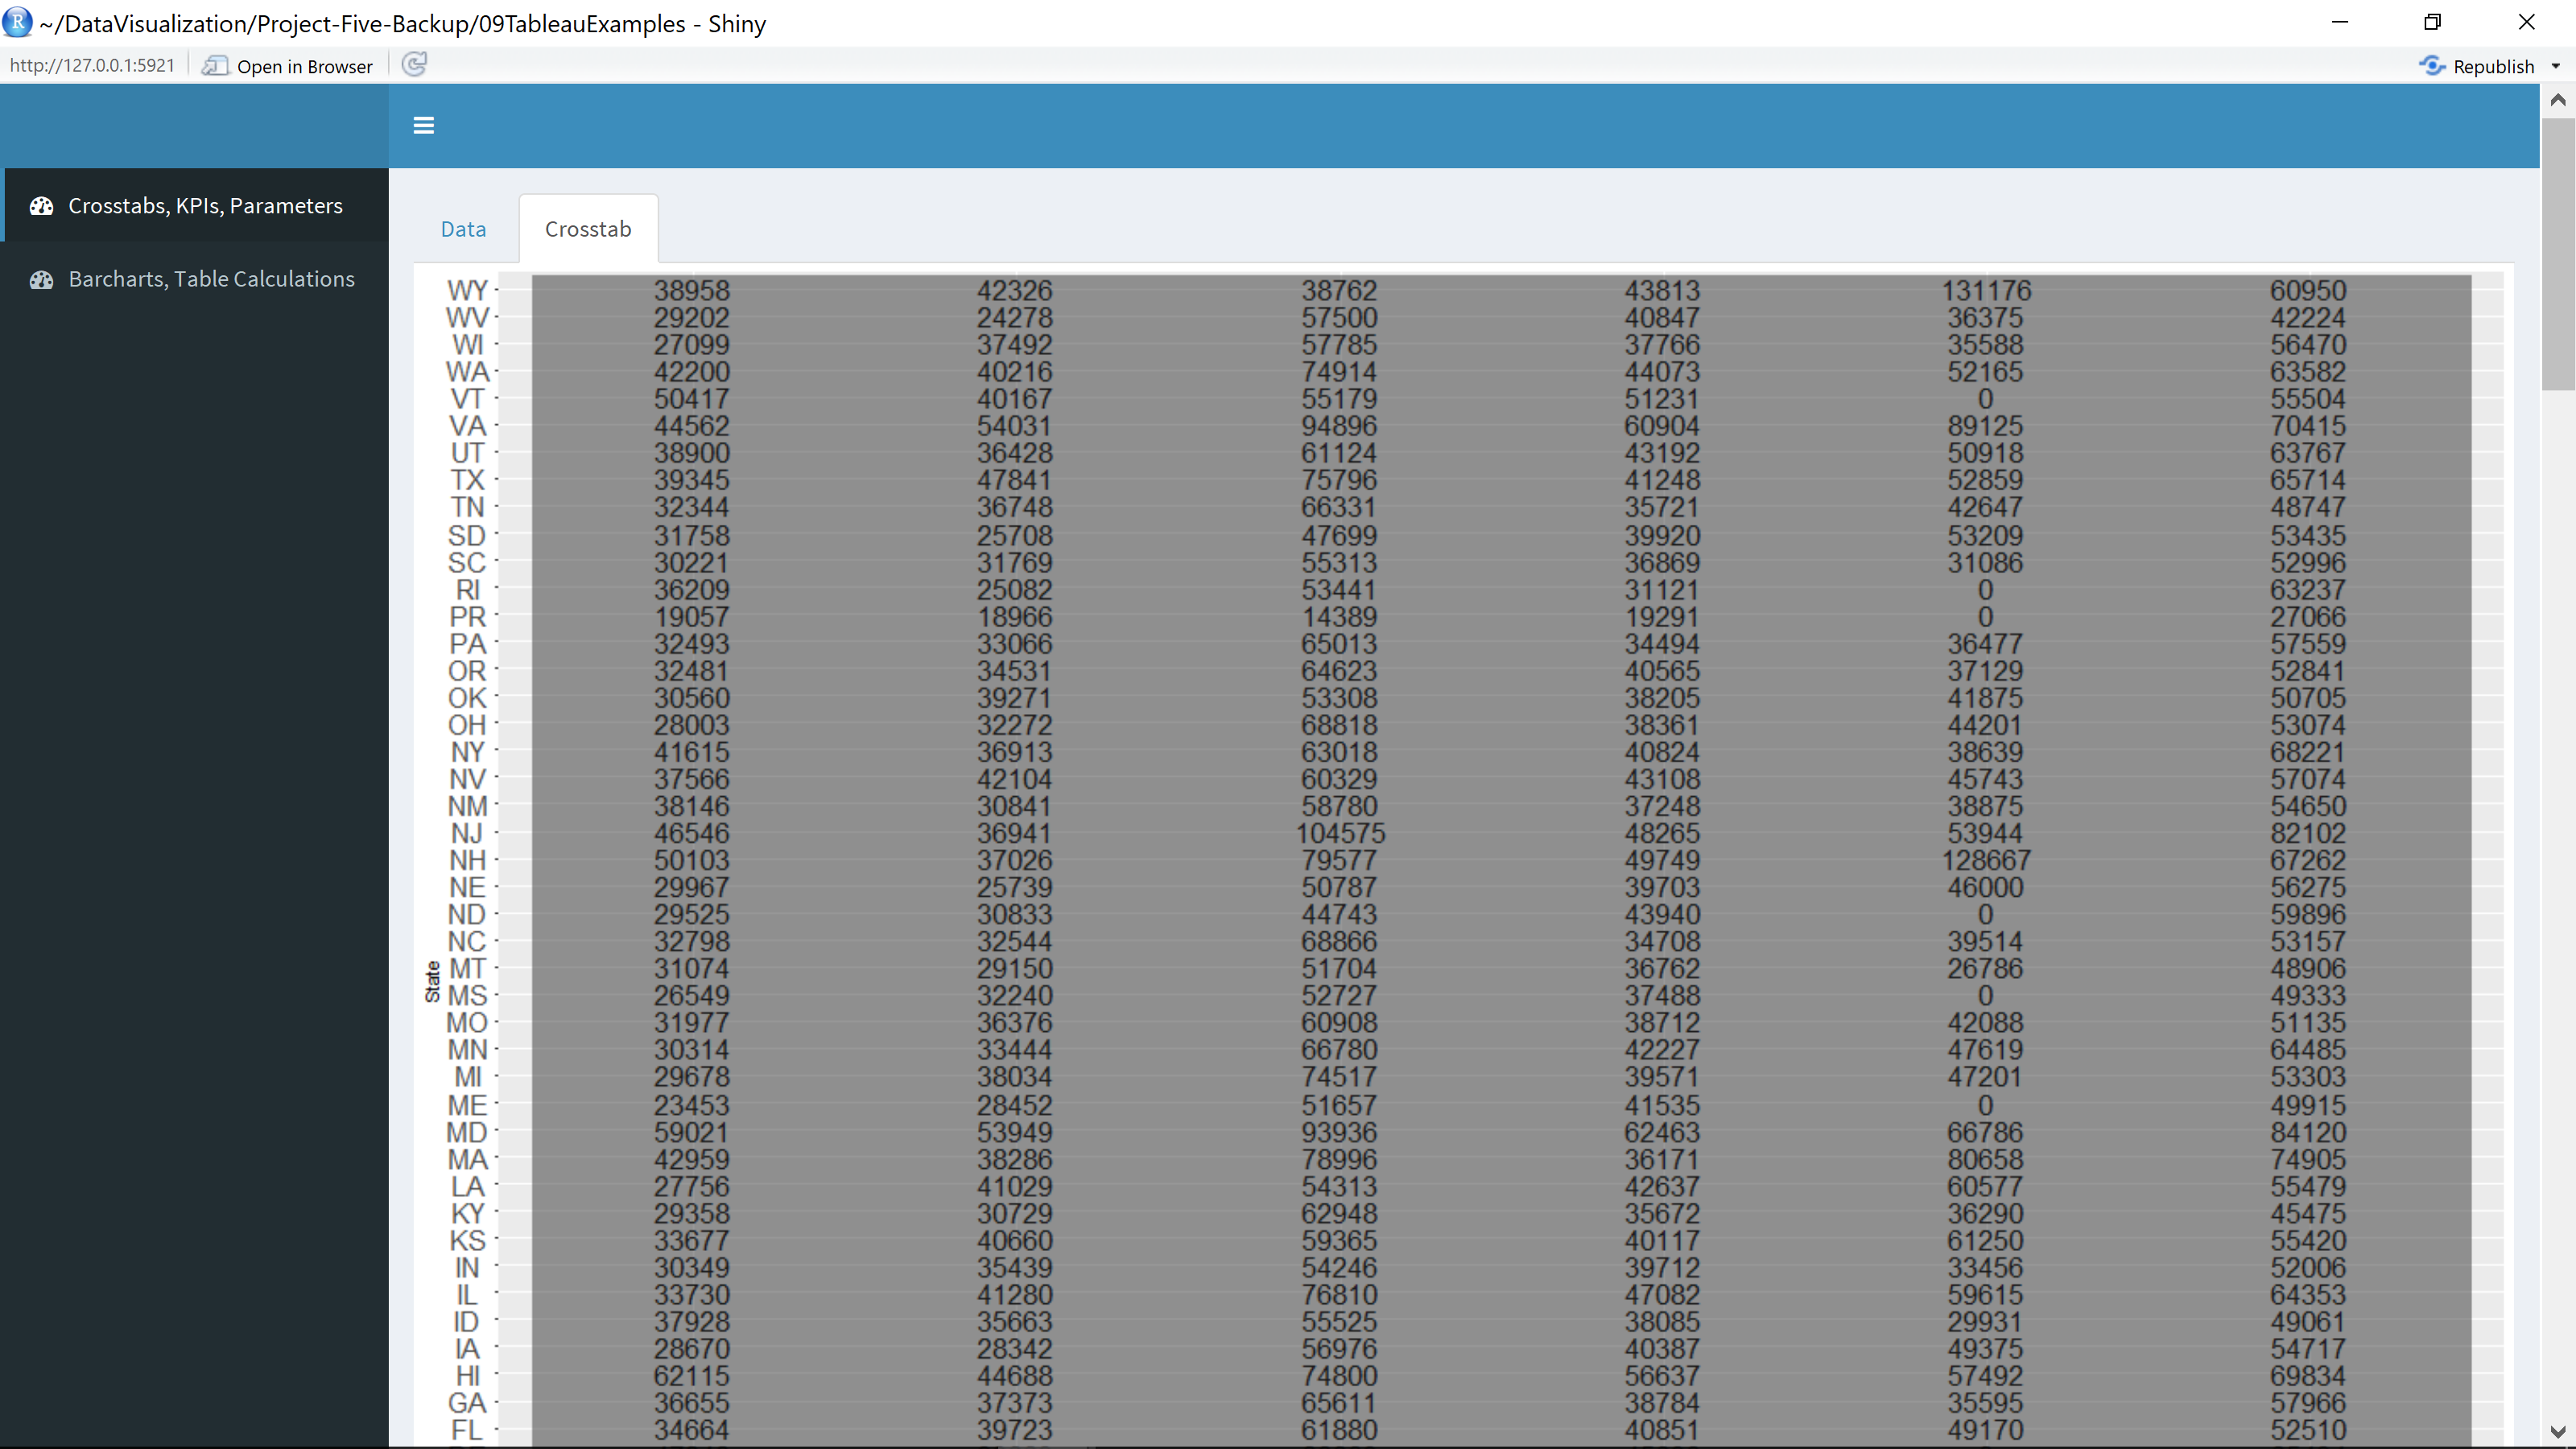 ~/DataVisualization/Project-Five-Backup/09TableauExamples - Shiny
http://127.0.0.1:5921 Open in Browser Republish
Crosstabs, KPIs, Parameters
Barcharts, Table Calculations
Data Crosstab
State
WY 38958 42326 38762 43813 131176 60950
WV 29202 24278 57500 40847 36375 42224
WI 27099 37492 57785 37766 35588 56470
WA 42200 40216 74914 44073 52165 63582
VT 50417 40167 55179 51231 0 55504
VA 44562 54031 94896 60904 89125 70415
UT 38900 36428 61124 43192 50918 63767
TX 39345 47841 75796 41248 52859 65714
TN 32344 36748 66331 35721 42647 48747
SD 31758 25708 47699 39920 53209 53435
SC 30221 31769 55313 36869 31086 52996
RI 36209 25082 53441 31121 0 63237
PR 19057 18966 14389 19291 0 27066
PA 32493 33066 65013 34494 36477 57559
OR 32481 34531 64623 40565 37129 52841
OK 30560 39271 53308 38205 41875 50705
OH 28003 32272 68818 38361 44201 53074
NY 41615 36913 63018 40824 38639 68221
NV 37566 42104 60329 43108 45743 57074
NM 38146 30841 58780 37248 38875 54650
NJ 46546 36941 104575 48265 53944 82102
NH 50103 37026 79577 49749 128667 67262
NE 29967 25739 50787 39703 46000 56275
ND 29525 30833 44743 43940 0 59896
NC 32798 32544 68866 34708 39514 53157
MT 31074 29150 51704 36762 26786 48906
MS 26549 32240 52727 37488 0 49333
MO 31977 36376 60908 38712 42088 51135
MN 30314 33444 66780 42227 47619 64485
MI 29678 38034 74517 39571 47201 53303
ME 23453 28452 51657 41535 0 49915
MD 59021 53949 93936 62463 66786 84120
MA 42959 38286 78996 36171 80658 74905
LA 27756 41029 54313 42637 60577 55479
KY 29358 30729 62948 35672 36290 45475
KS 33677 40660 59365 40117 61250 55420
IN 30349 35439 54246 39712 33456 52006
IL 33730 41280 76810 47082 59615 64353
ID 37928 35663 55525 38085 29931 49061
IA 28670 28342 56976 40387 49375 54717
HI 62115 44688 74800 56637 57492 69834
GA 36655 37373 65611 38784 35595 57966
FL 34664 39723 61880 40851 49170 52510